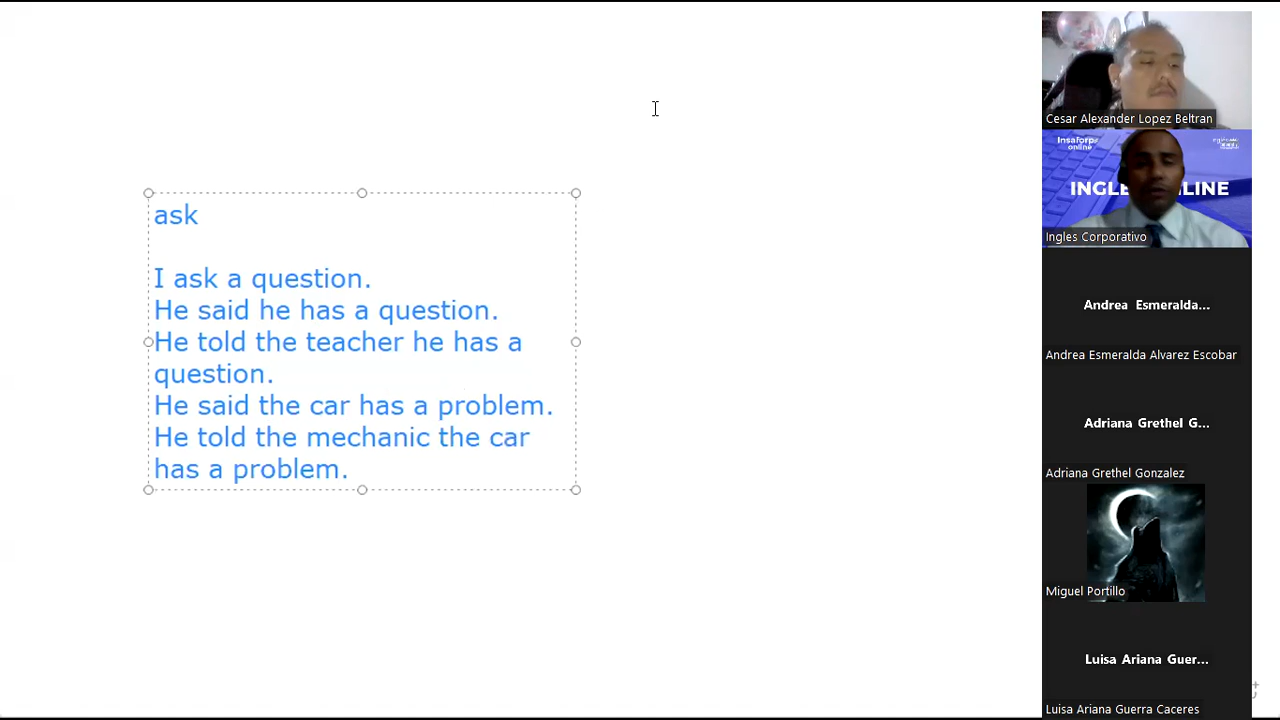 ask
I ask a question.
He said he has a question.
He told the teacher he has a
question.
He said the car has a problem.
He told the mechanic the car
has a problem.
Cesar Alexander Lopez Beltran
Insaforp
online
Ingles Corporativo
Andrea Esmeralda...
Andrea Esmeralda Alvarez Escobar
Adriana Grethel G...
Adriana Grethel Gonzalez
Miguel Portillo
Luisa Ariana Guer...
Luisa Ariana Guerra Caceres